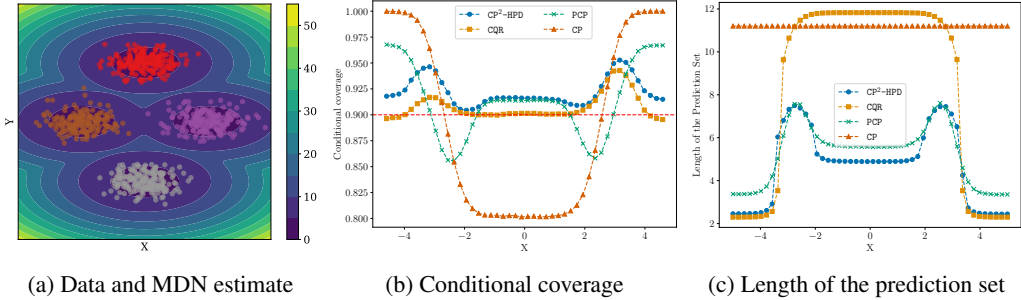 Y
X
50
40
30
20
10
0
(a) Data and MDN estimate
Conditional coverage
1.000
0.975
0.950
0.925
0.900
0.875
0.850
0.825
0.800
CP²-HPD
CQR
PCP
CP
−4 −2 0 2 4
X
(b) Conditional coverage
Length of the Prediction Set
12
10
8
6
4
2
CP²-HPD
CQR
PCP
CP
−4 −2 0 2 4
X
(c) Length of the prediction set